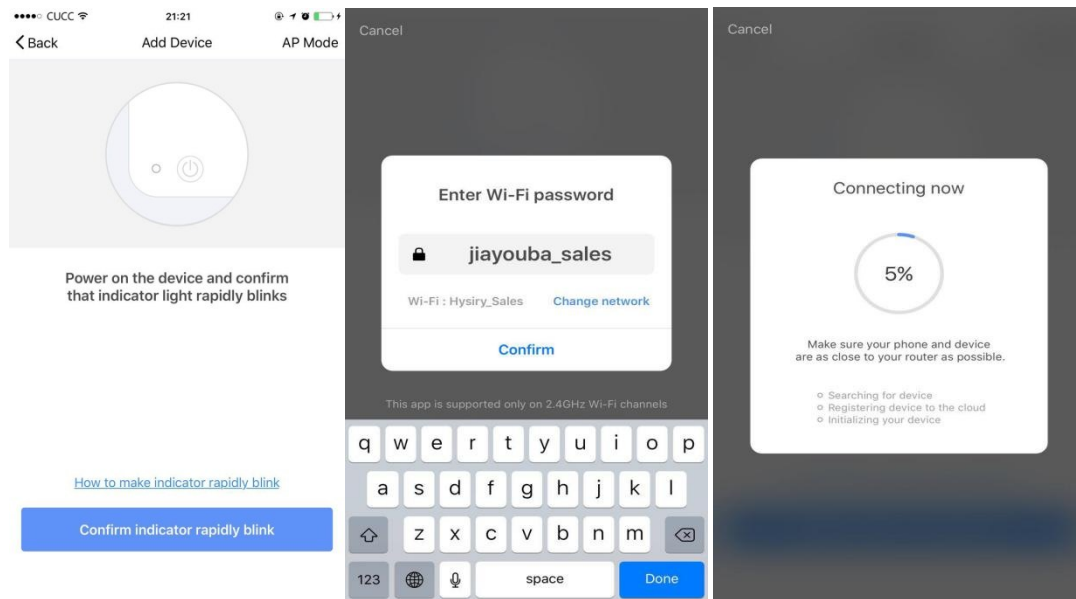 CUCC 21:21
Back Add Device AP Mode
Power on the device and confirm
that indicator light rapidly blinks
How to make indicator rapidly blink
Confirm indicator rapidly blink
Cancel
Enter Wi-Fi password
jiayouba_sales
Wi-Fi : Hysiry_Sales Change network
Confirm
This app is supported only on 2.4GHz Wi-Fi channels
q w e r t y u i o p
a s d f g h j k l
z x c v b n m
123 space Done
Cancel
Connecting now
5%
Make sure your phone and device
are as close to your router as possible.
Searching for device
Registering device to the cloud
Initializing your device